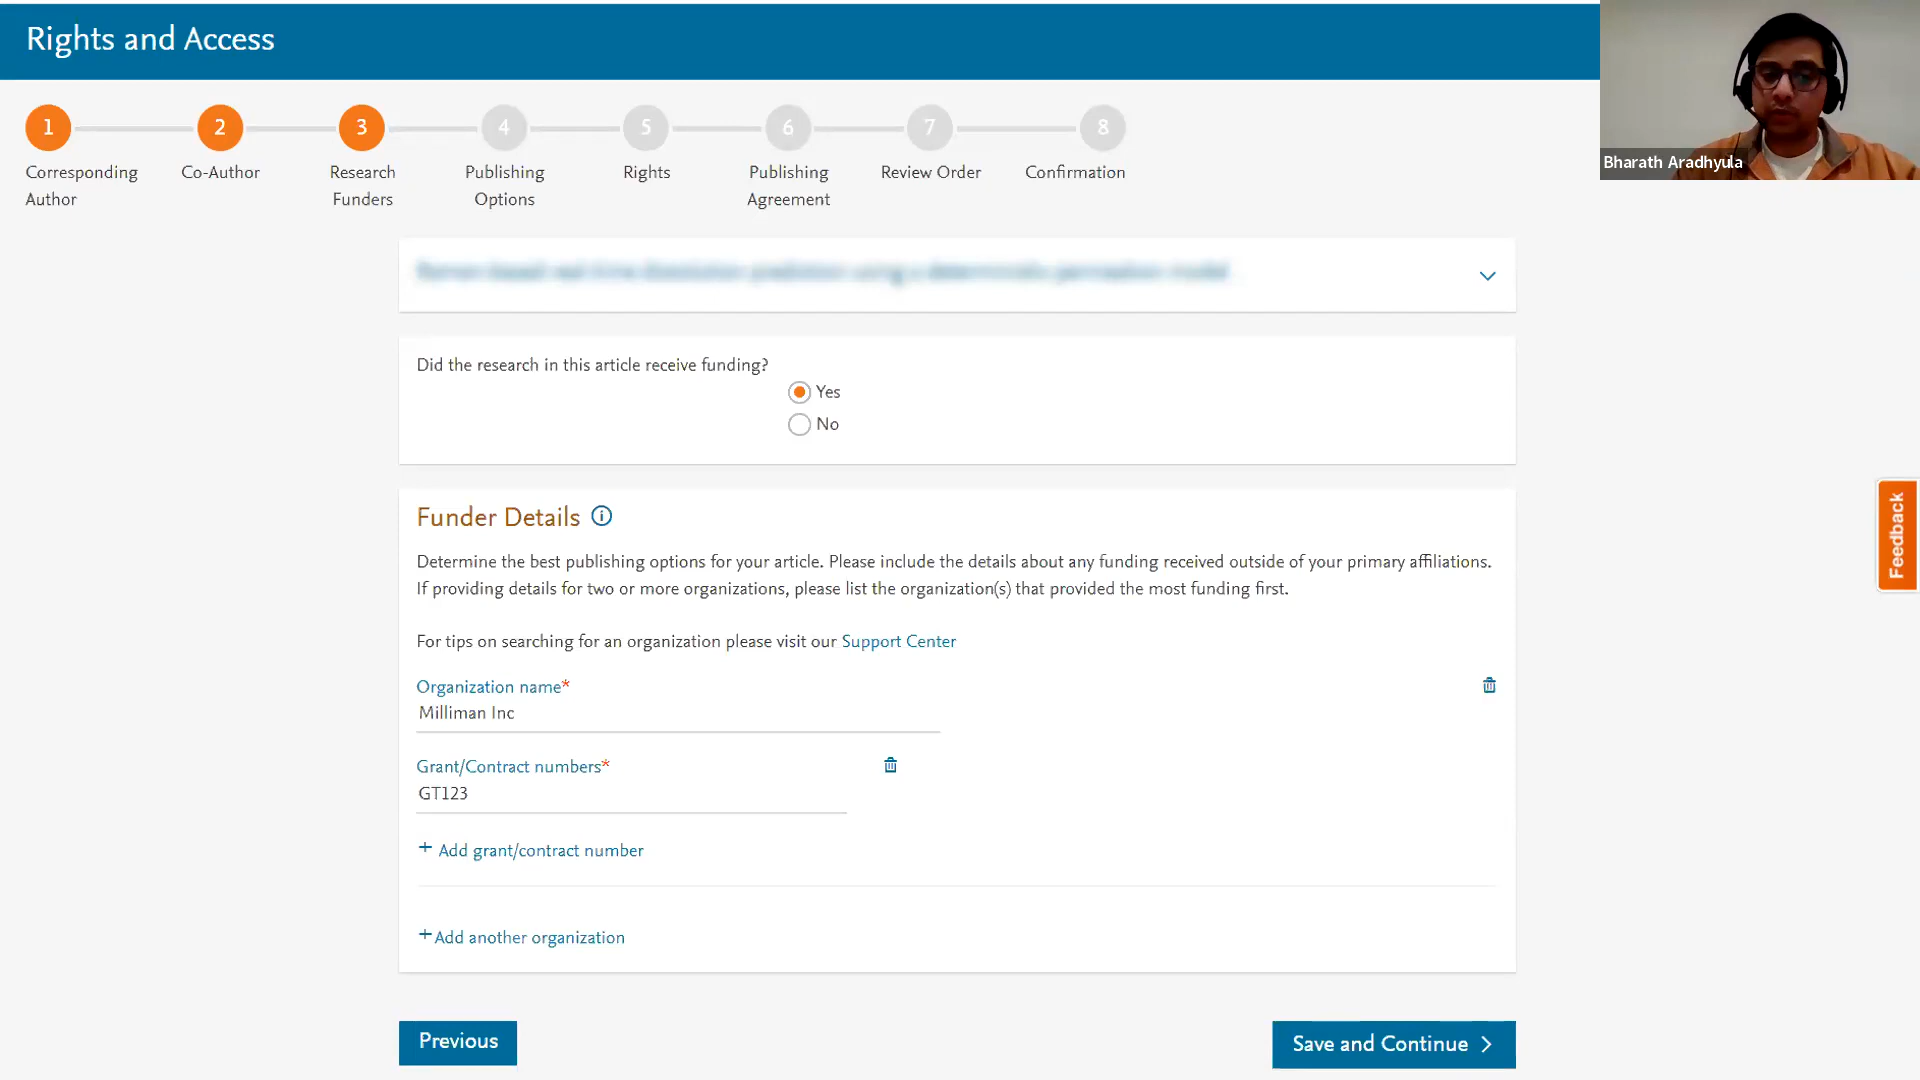 Rights and Access
1
2
3
4
5
6
7
8
Corresponding
Author
Co-Author
Research
Funders
Publishing
Options
Rights
Publishing
Agreement
Review Order
Confirmation
Bharath Aradhyula
Did the research in this article receive funding?
Yes
No
Feedback
Funder Details
Determine the best publishing options for your article. Please include the details about any funding received outside of your primary affiliations.
If providing details for two or more organizations, please list the organization(s) that provided the most funding first.
For tips on searching for an organization please visit our Support Center
Organization name*
Milliman Inc
Grant/Contract numbers*
GT123
+ Add grant/contract number
+ Add another organization
Previous
Save and Continue